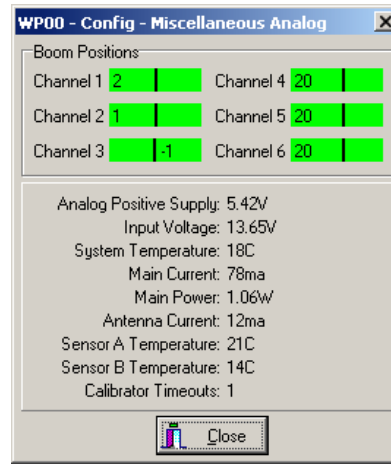 WP00 - Config - Miscellaneous Analog
Boom Positions
Channel 1 2 Channel 4 20
Channel 2 1 Channel 5 20
Channel 3 -1 Channel 6 20
Analog Positive Supply: 5.42V
Input Voltage: 13.65V
System Temperature: 18C
Main Current: 78ma
Main Power: 1.06W
Antenna Current: 12ma
Sensor A Temperature: 21C
Sensor B Temperature: 14C
Calibrator Timeouts: 1
Close